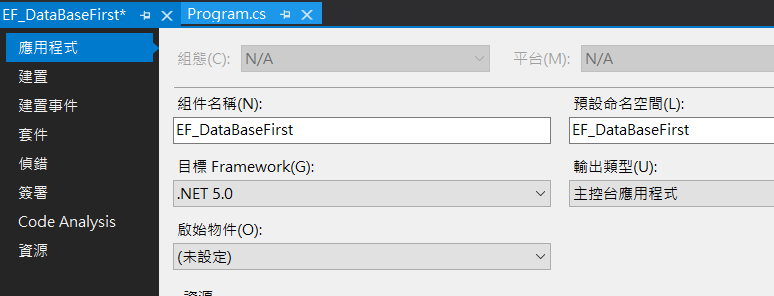 EF_DataBaseFirst* Program.cs
應用程式
建置
建置事件
套件
偵錯
簽署
Code Analysis
資源
組態(C): N/A 平台(M): N/A
組件名稱(N): 預設命名空間(L):
EF_DataBaseFirst EF_DataBaseFirst
目標 Framework(G): 輸出類型(U):
.NET 5.0 主控台應用程式
啟始物件(O):
(未設定)
資源